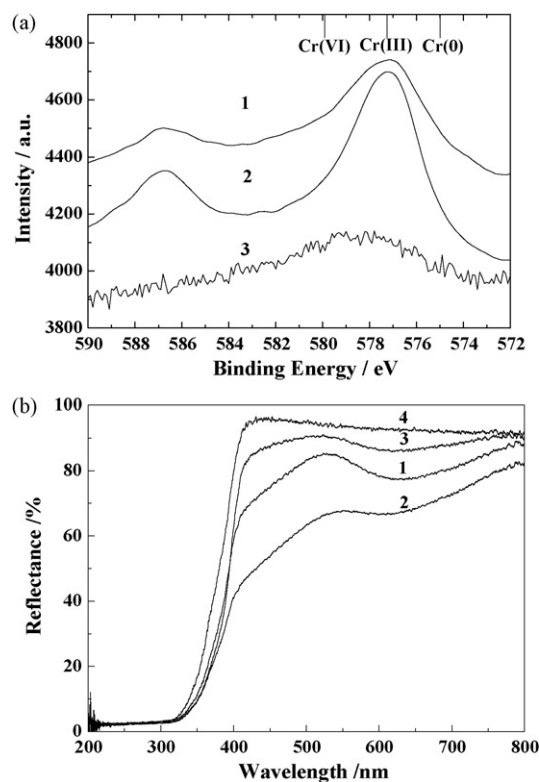 (a)
4800
4600
4400
4200
4000
3800
Intensity / a.u.
Cr(VI) Cr(III) Cr(0)
1
2
3
590 588 586 584 582 580 578 576 574 572
Binding Energy / eV
(b)
100
80
60
40
20
0
Reflectance /%
4
3
1
2
200 300 400 500 600 700 800
Wavelength /nm